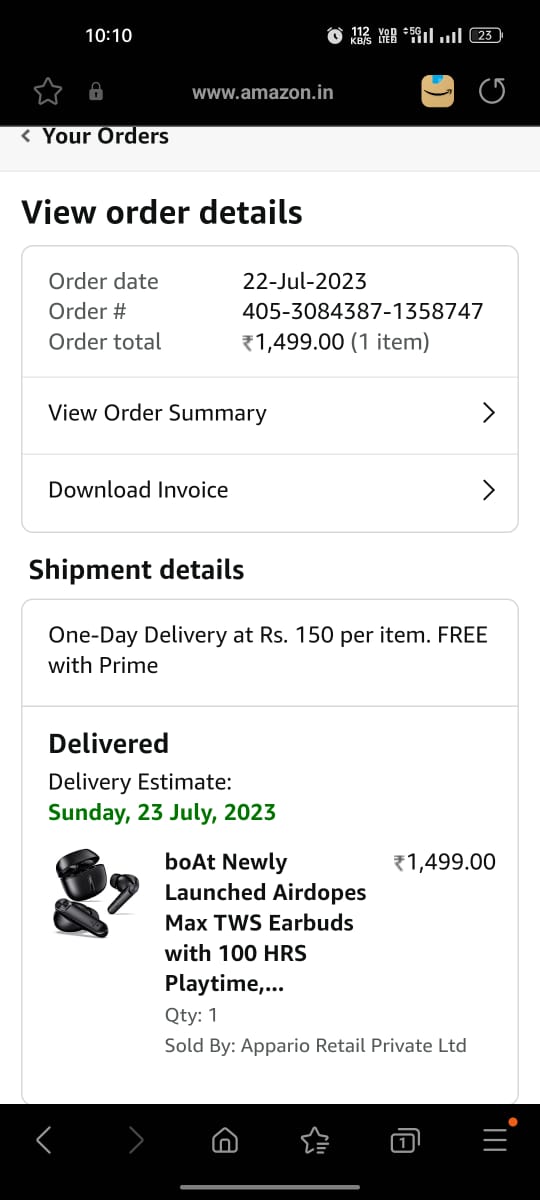 10:10
112 KB/S VoD LTE2 5G 23
www.amazon.in
Your Orders
View order details
Order date 22-Jul-2023
Order # 405-3084387-1358747
Order total ₹1,499.00 (1 item)
View Order Summary
Download Invoice
Shipment details
One-Day Delivery at Rs. 150 per item. FREE
with Prime
Delivered
Delivery Estimate:
Sunday, 23 July, 2023
boAt Newly ₹1,499.00
Launched Airdopes
Max TWS Earbuds
with 100 HRS
Playtime,...
Qty: 1
Sold By: Appario Retail Private Ltd
1